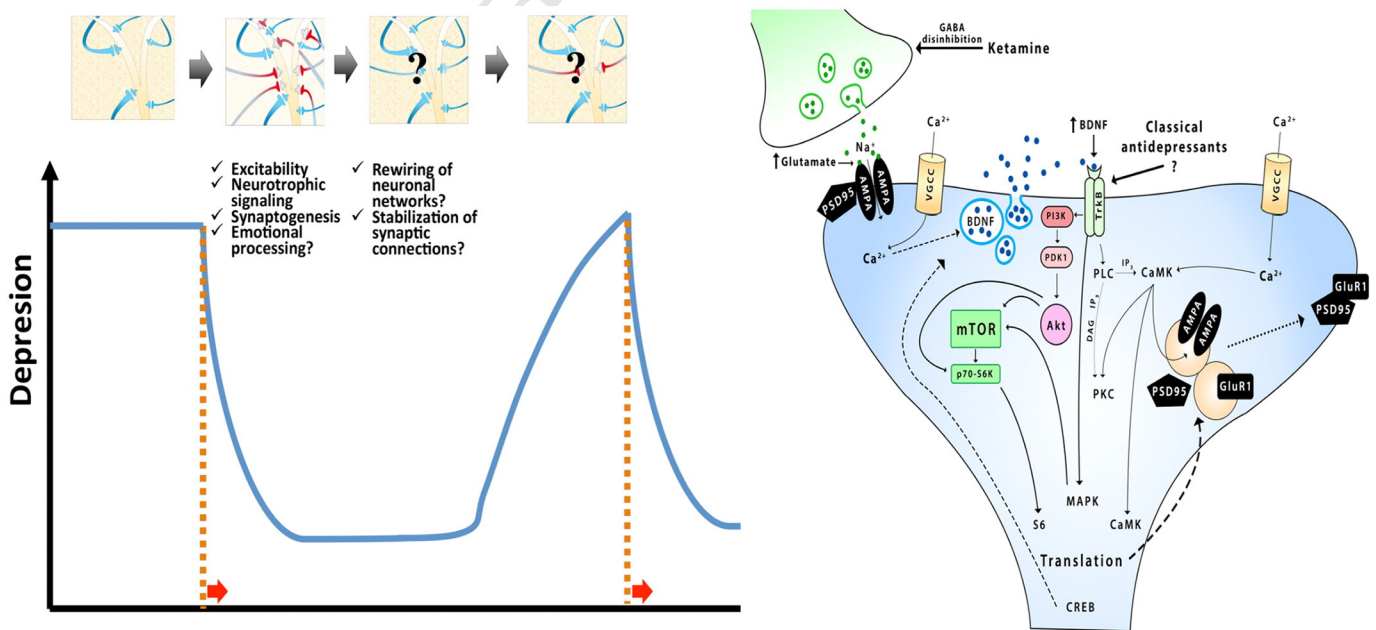 ?
?
✓ Excitability
✓ Neurotrophic
signaling
✓ Synaptogenesis
✓ Emotional
processing?
✓ Rewiring of
neuronal
networks?
✓ Stabilization of
synaptic
connections?
Depresion
GABA
disinhibition
Ketamine
Ca2+
↑Glutamate
Na+
PSD95
AMPA
AMPA
VGCC
↑BDNF
Classical
antidepressants
?
Ca2+
VGCC
TrkB
BDNF
PI3K
Ca2+
PDK1
PLC
IP3
CaMK
Ca2+
GluR1
PSD95
mTOR
Akt
DAG
IP3
AMPA
AMPA
p70-S6K
PKC
PSD95
GluR1
MAPK
S6
CaMK
Translation
CREB